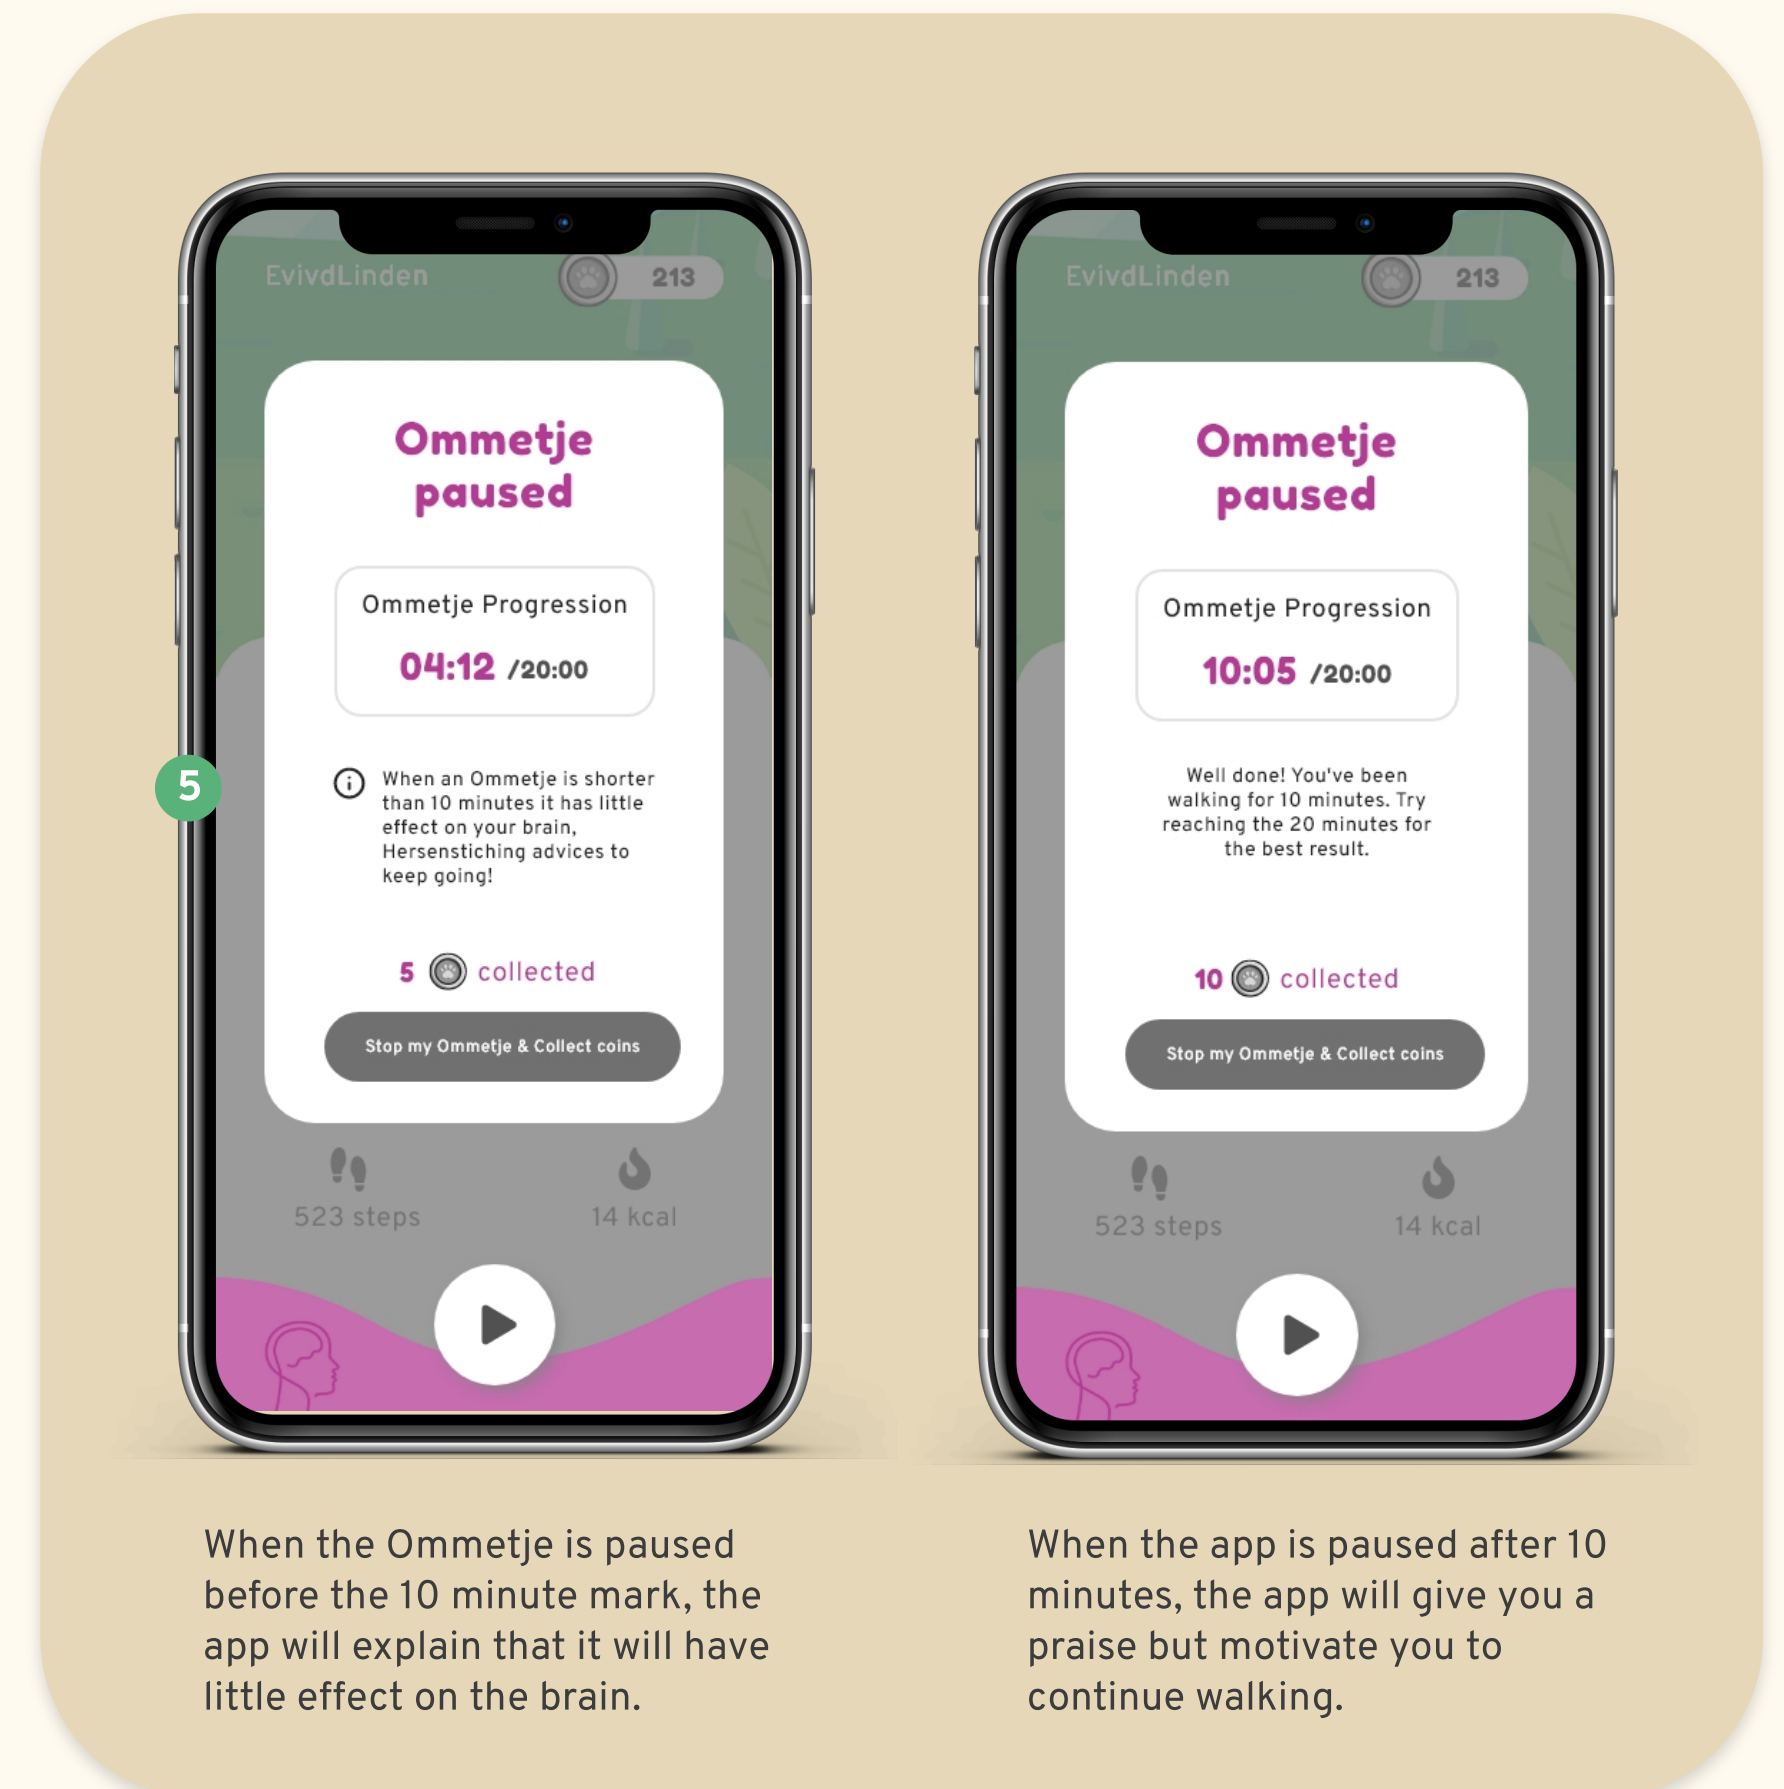 EvivdLinden
213
Ommetje
paused
Ommetje Progression
04:12 /20:00
5
When an Ommetje is shorter
than 10 minutes it has little
effect on your brain,
Hersenstiching advices to
keep going!
5 collected
Stop my Ommetje & Collect coins
523 steps
14 kcal
When the Ommetje is paused
before the 10 minute mark, the
app will explain that it will have
little effect on the brain.
EvivdLinden
213
Ommetje
paused
Ommetje Progression
10:05 /20:00
Well done! You've been
walking for 10 minutes. Try
reaching the 20 minutes for
the best result.
10 collected
Stop my Ommetje & Collect coins
523 steps
14 kcal
When the app is paused after 10
minutes, the app will give you a
praise but motivate you to
continue walking.